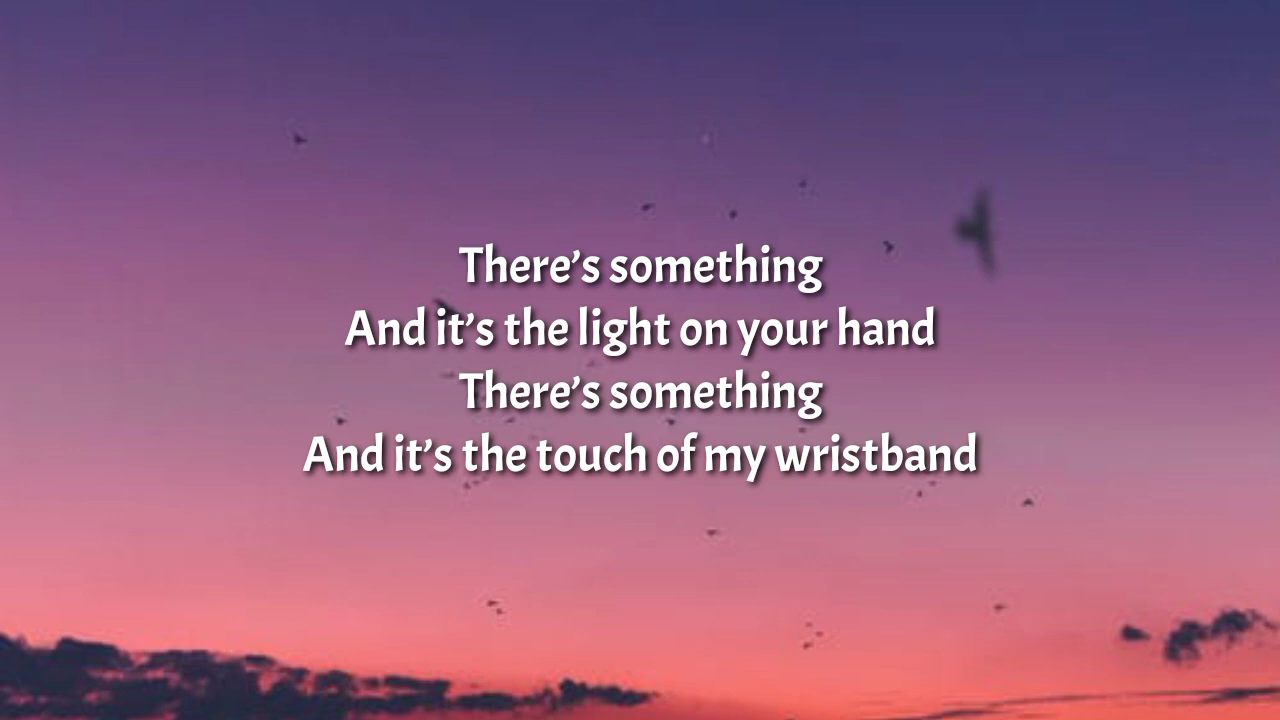 There’s something
And it’s the light on your hand
There’s something
And it’s the touch of my wristband